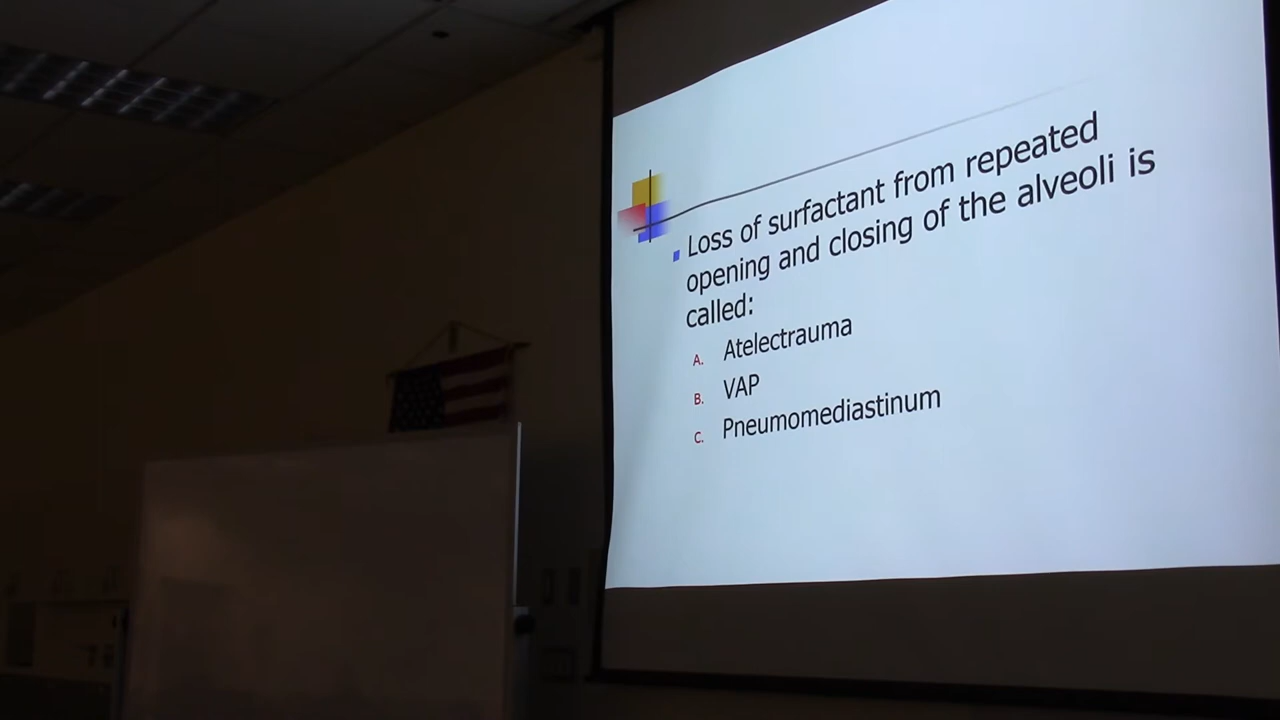 Loss of surfactant from repeated
opening and closing of the alveoli is
called:
A. Atelectrauma
B. VAP
C. Pneumomediastinum